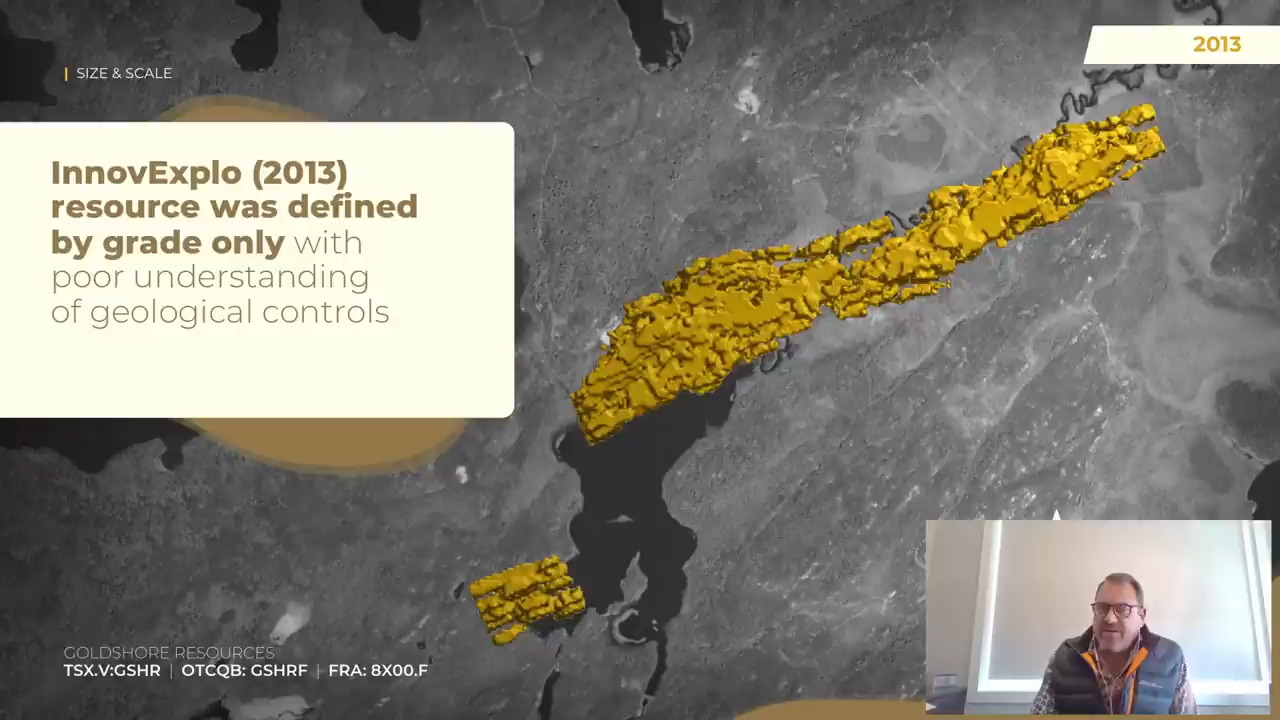 | SIZE & SCALE
2013
InnovExplo (2013)
resource was defined
by grade only with
poor understanding
of geological controls
GOLDSHORE RESOURCES
TSX.V:GSHR | OTCQB: GSHRF | FRA: 8X00.F